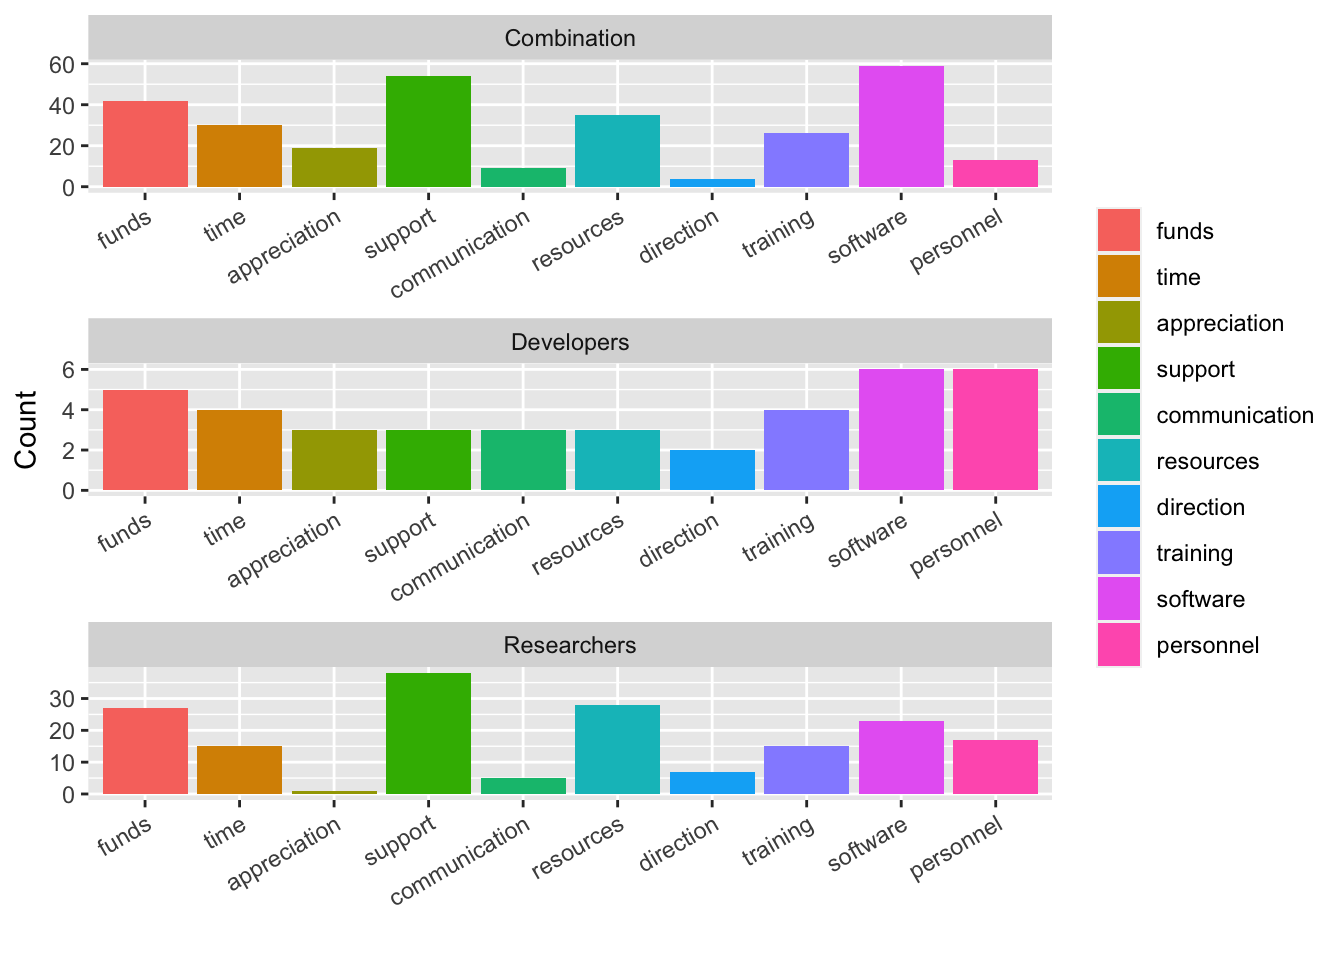 Combination
60
40
20
0
funds
time
appreciation
support
communication
resources
direction
training
software
personnel
Developers
Count
6
4
2
0
funds
time
appreciation
support
communication
resources
direction
training
software
personnel
Researchers
30
20
10
0
funds
time
appreciation
support
communication
resources
direction
training
software
personnel
funds
time
appreciation
support
communication
resources
direction
training
software
personnel